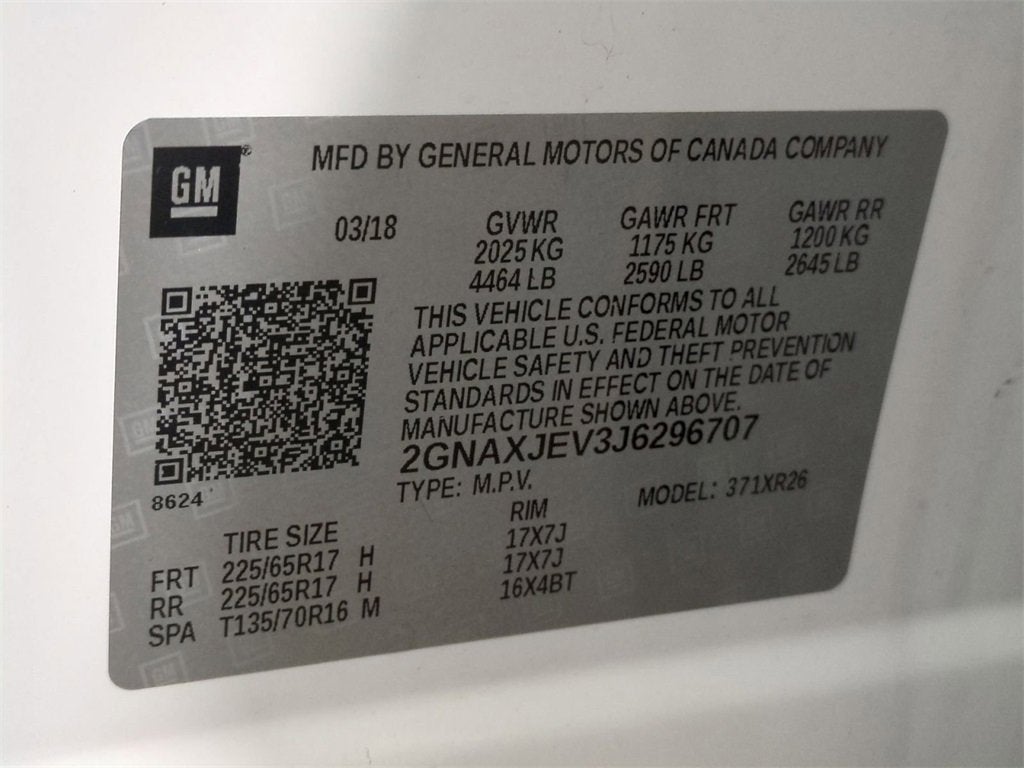 GM
MFD BY GENERAL MOTORS OF CANADA COMPANY
03/18 GVWR GAWR FRT GAWR RR
2025 KG 1175 KG 1200 KG
4464 LB 2590 LB 2645 LB
THIS VEHICLE CONFORMS TO ALL
APPLICABLE U.S. FEDERAL MOTOR
VEHICLE SAFETY AND THEFT PREVENTION
STANDARDS IN EFFECT ON THE DATE OF
MANUFACTURE SHOWN ABOVE.
2GNAXJEV3J6296707
8624 TYPE: M.P.V. MODEL: 371XR26
TIRE SIZE RIM
FRT 225/65R17 H 17X7J
RR 225/65R17 H 17X7J
SPA T135/70R16 M 16X4BT